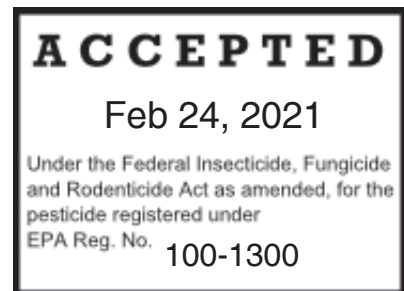 ACCEPTED
Feb 24, 2021
Under the Federal Insecticide, Fungicide
and Rodenticide Act as amended, for the
pesticide registered under
EPA Reg. No. 100-1300